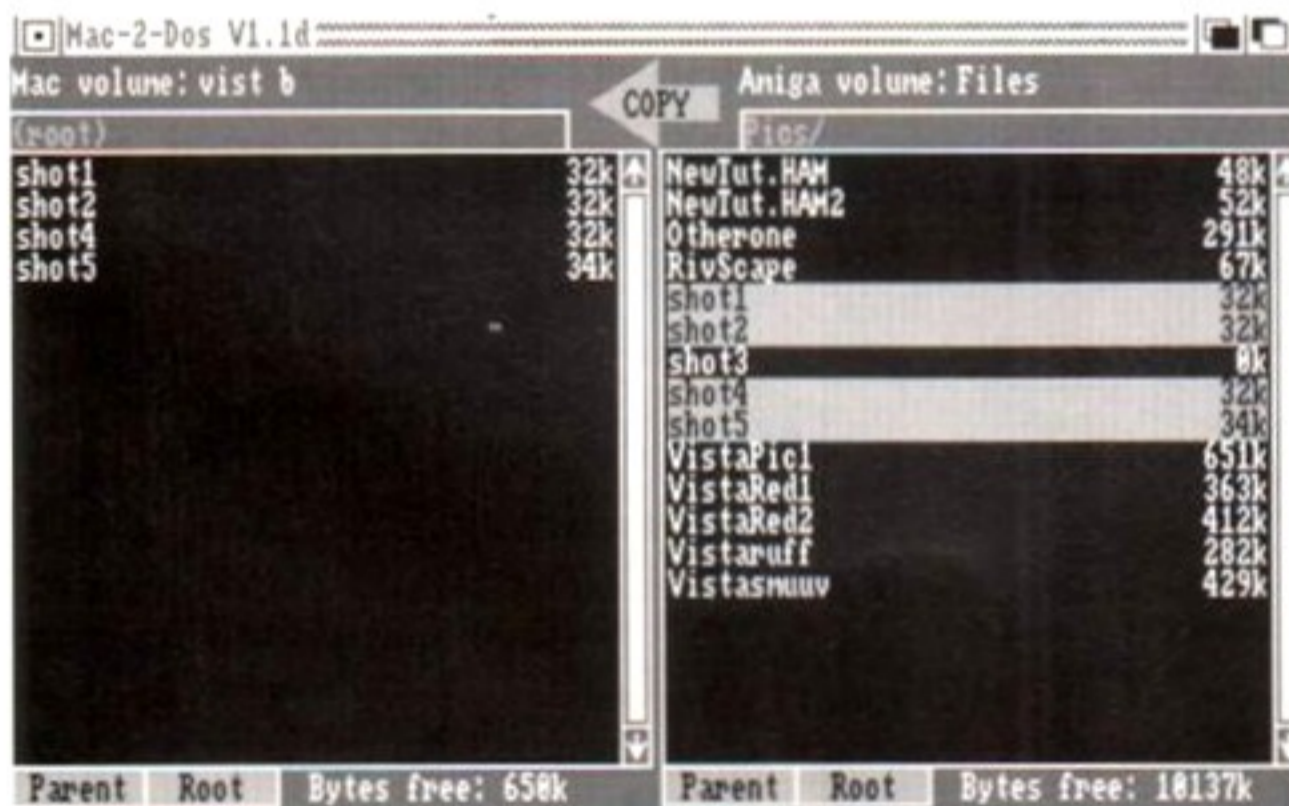 Mac-2-Dos V1.1d
Mac volume: vist b
COPY
Amiga volume: Files
(root)
Pics/
shot1 32k
shot2 32k
shot4 32k
shot5 34k
NewTut.HAM 48k
NewTut.HAM2 52k
Otherone 291k
RivScape 67k
shot1 32k
shot2 32k
shot3 0k
shot4 32k
shot5 34k
VistaPic1 651k
VistaRed1 363k
VistaRed2 412k
Vistaruff 282k
Vistasmuuv 429k
Parent Root Bytes free: 650k
Parent Root Bytes free: 10137k